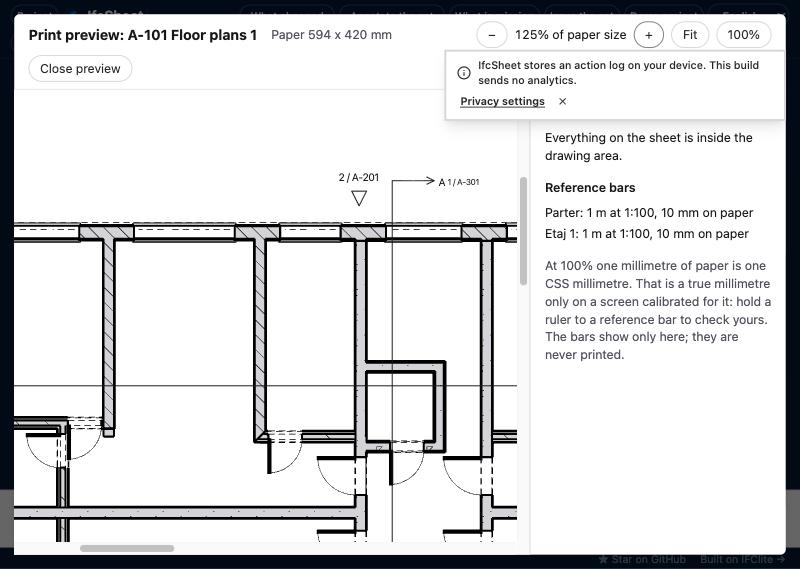 Print preview: A-101 Floor plans 1
Paper 594 x 420 mm
−
125% of paper size
+
Fit
100%
Close preview
IfcSheet stores an action log on your device. This build
sends no analytics.
Privacy settings
×
Everything on the sheet is inside the
drawing area.
Reference bars
Parter: 1 m at 1:100, 10 mm on paper
Etaj 1: 1 m at 1:100, 10 mm on paper
At 100% one millimetre of paper is one
CSS millimetre. That is a true millimetre
only on a screen calibrated for it: hold a
ruler to a reference bar to check yours.
The bars show only here; they are
never printed.
2 / A-201
A 1 / A-301
★ Star on GitHub
Built on IFClite →